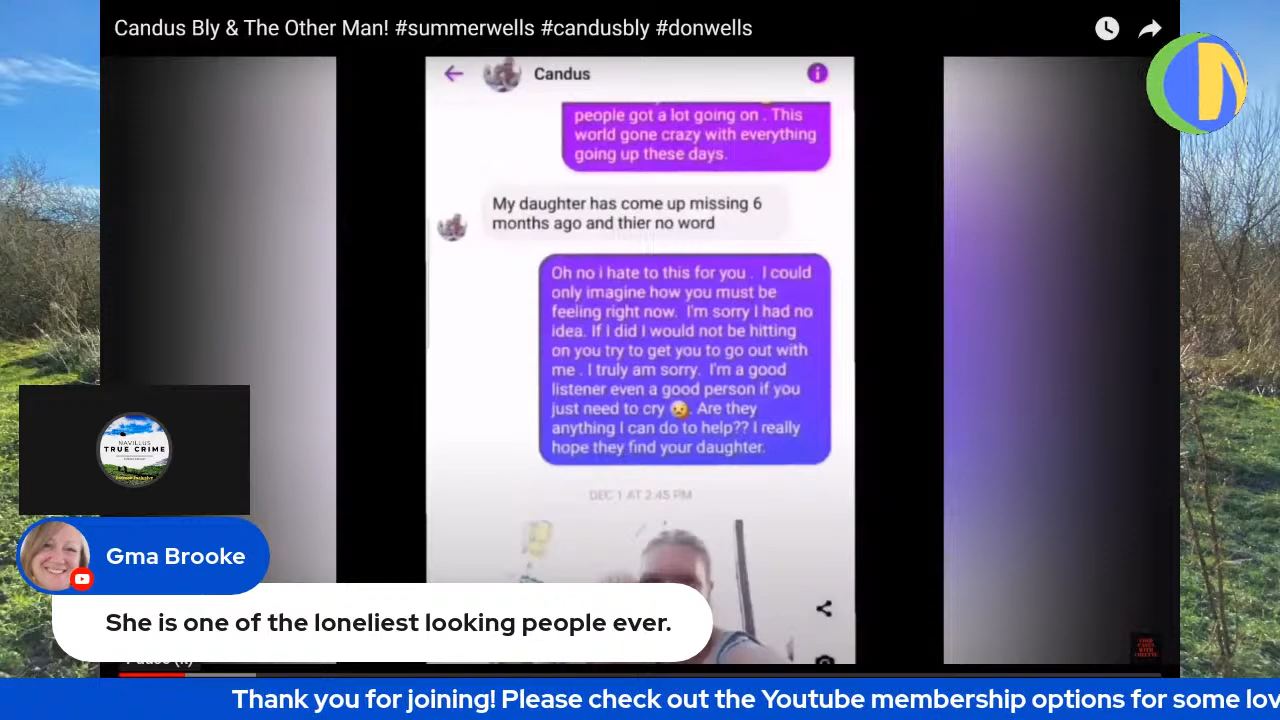 Candus Bly & The Other Man! #summerwells #candusbly #donwells
Candus
people got a lot going on . This
world gone crazy with everything
going up these days.
My daughter has come up missing 6
months ago and thier no word
Oh no I hate to this for you . I could
only imagine how you must be
feeling right now. I'm sorry I had no
idea. If I did I would not be hitting
on you try to get you to go out with
me . I truly am sorry. I'm a good
listener even a good person if you
just need to cry 😢. Are they
anything I can do to help?? I really
hope they find your daughter.
DEC 1 AT 2:45 PM
NAVILLUS
TRUE CRIME
Gma Brooke
She is one of the loneliest looking people ever.
Thank you for joining! Please check out the Youtube membership options for some lov